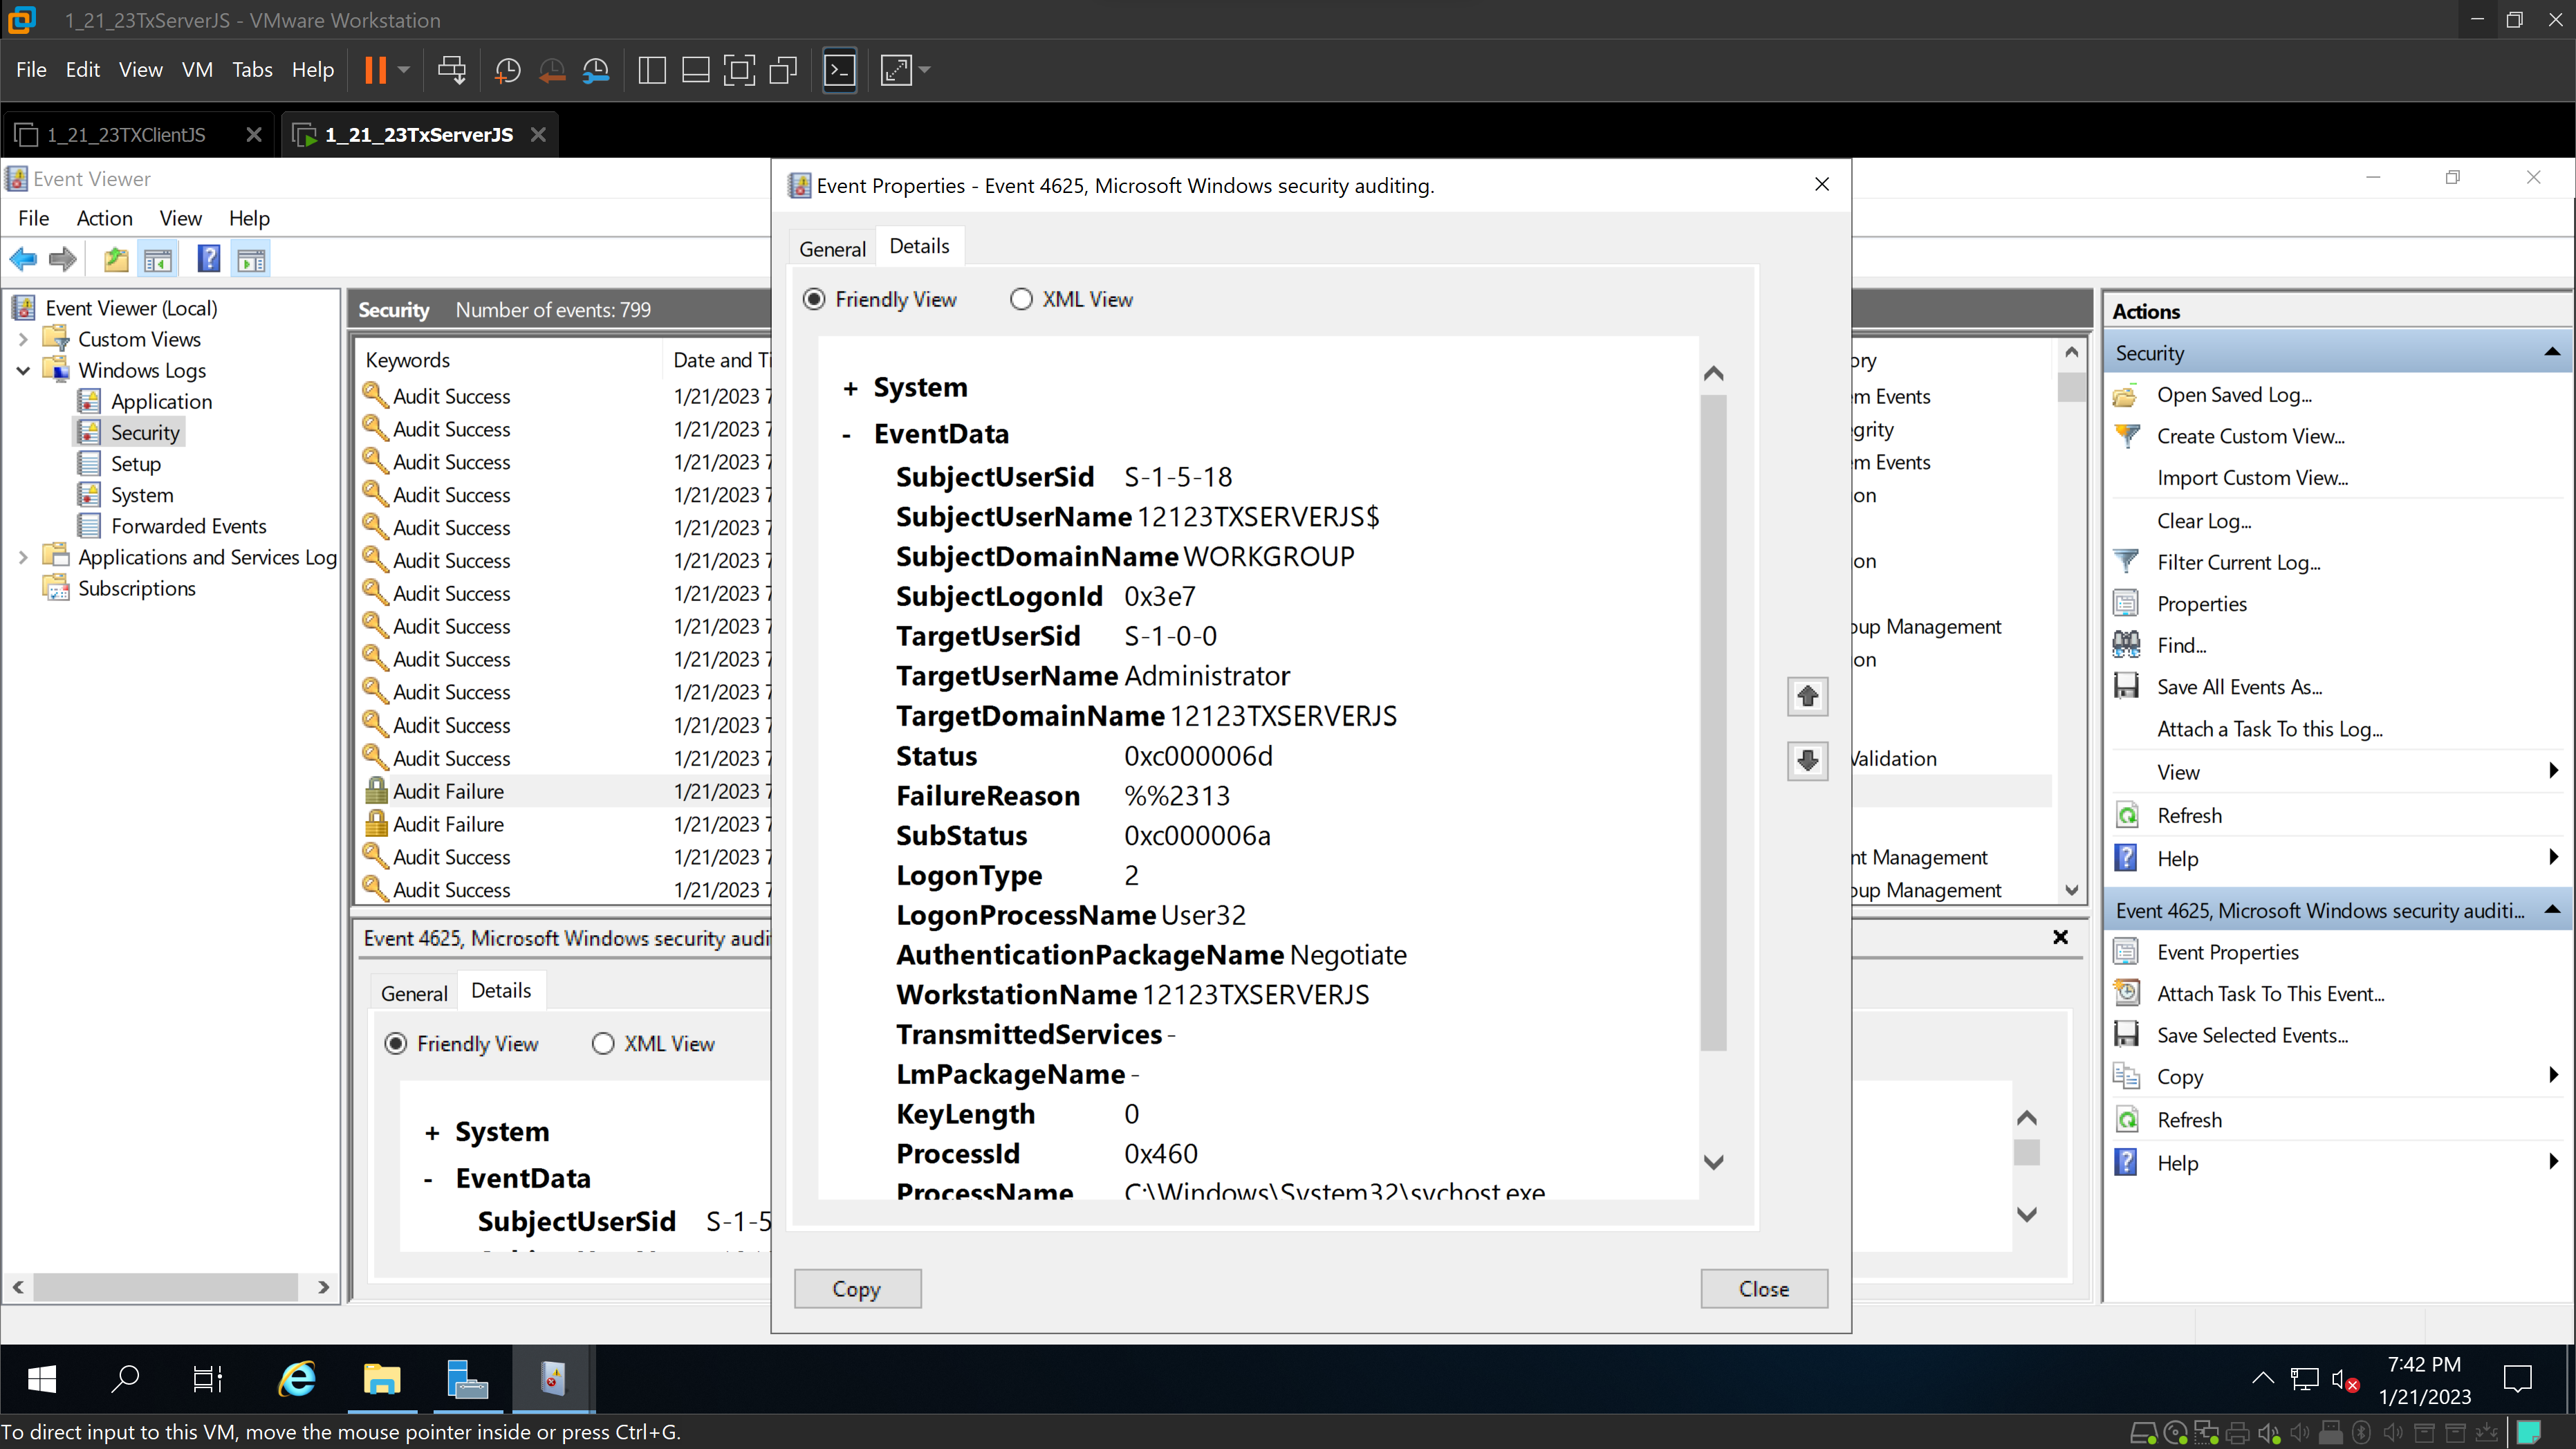 1_21_23TxServerJS - VMware Workstation
File Edit View VM Tabs Help
1_21_23TXClientJS
1_21_23TxServerJS
Event Viewer
File Action View Help
Event Viewer (Local)
Custom Views
Windows Logs
Application
Security
Setup
System
Forwarded Events
Applications and Services Log
Subscriptions
Security Number of events: 799
Keywords Date and Ti
Audit Success 1/21/2023 7
Audit Success 1/21/2023 7
Audit Success 1/21/2023 7
Audit Success 1/21/2023 7
Audit Success 1/21/2023 7
Audit Success 1/21/2023 7
Audit Success 1/21/2023 7
Audit Success 1/21/2023 7
Audit Success 1/21/2023 7
Audit Success 1/21/2023 7
Audit Success 1/21/2023 7
Audit Success 1/21/2023 7
Audit Failure 1/21/2023 7
Audit Failure 1/21/2023 7
Audit Success 1/21/2023 7
Audit Success 1/21/2023 7
Event 4625, Microsoft Windows security audi
General Details
Friendly View XML View
+ System
- EventData
SubjectUserSid S-1-5
Event Properties - Event 4625, Microsoft Windows security auditing.
General Details
Friendly View XML View
+ System
- EventData
SubjectUserSid S-1-5-18
SubjectUserName 12123TXSERVERJS$
SubjectDomainName WORKGROUP
SubjectLogonId 0x3e7
TargetUserSid S-1-0-0
TargetUserName Administrator
TargetDomainName 12123TXSERVERJS
Status 0xc000006d
FailureReason %%2313
SubStatus 0xc000006a
LogonType 2
LogonProcessName User32
AuthenticationPackageName Negotiate
WorkstationName 12123TXSERVERJS
TransmittedServices -
LmPackageName -
KeyLength 0
ProcessId 0x460
ProcessName C:\Windows\System32\svchost.exe
Copy Close
ory
m Events
grity
m Events
on
on
oup Management
on
Validation
nt Management
oup Management
Actions
Security
Open Saved Log...
Create Custom View...
Import Custom View...
Clear Log...
Filter Current Log...
Properties
Find...
Save All Events As...
Attach a Task To this Log...
View
Refresh
Help
Event 4625, Microsoft Windows security auditi...
Event Properties
Attach Task To This Event...
Save Selected Events...
Copy
Refresh
Help
7:42 PM
1/21/2023
To direct input to this VM, move the mouse pointer inside or press Ctrl+G.